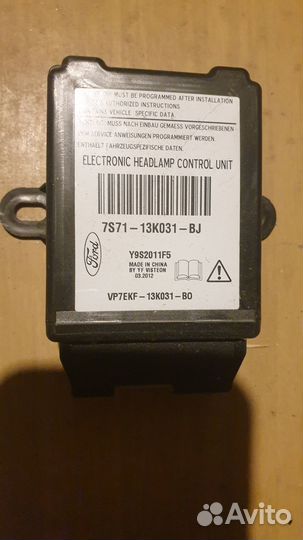 MUST BE PROGRAMMED AFTER INSTALLATION
AUTHORIZED INSTRUCTIONS
VEHICLE SPECIFIC DATA
MUSS NACH EINBAU GEMAESS VORGESCHRIEBENEN
SERVICE ANWEISUNGEN PROGRAMMIERT WERDEN.
ENTHAELT FAHRZEUGSPEZIFISCHE DATEN.
ELECTRONIC HEADLAMP CONTROL UNIT
7S71-13K031-BJ
Ford
Y9S2011F5
MADE IN CHINA
BY YF VISTEON
03.2012
VP7EKF-13K031-BO
Avito